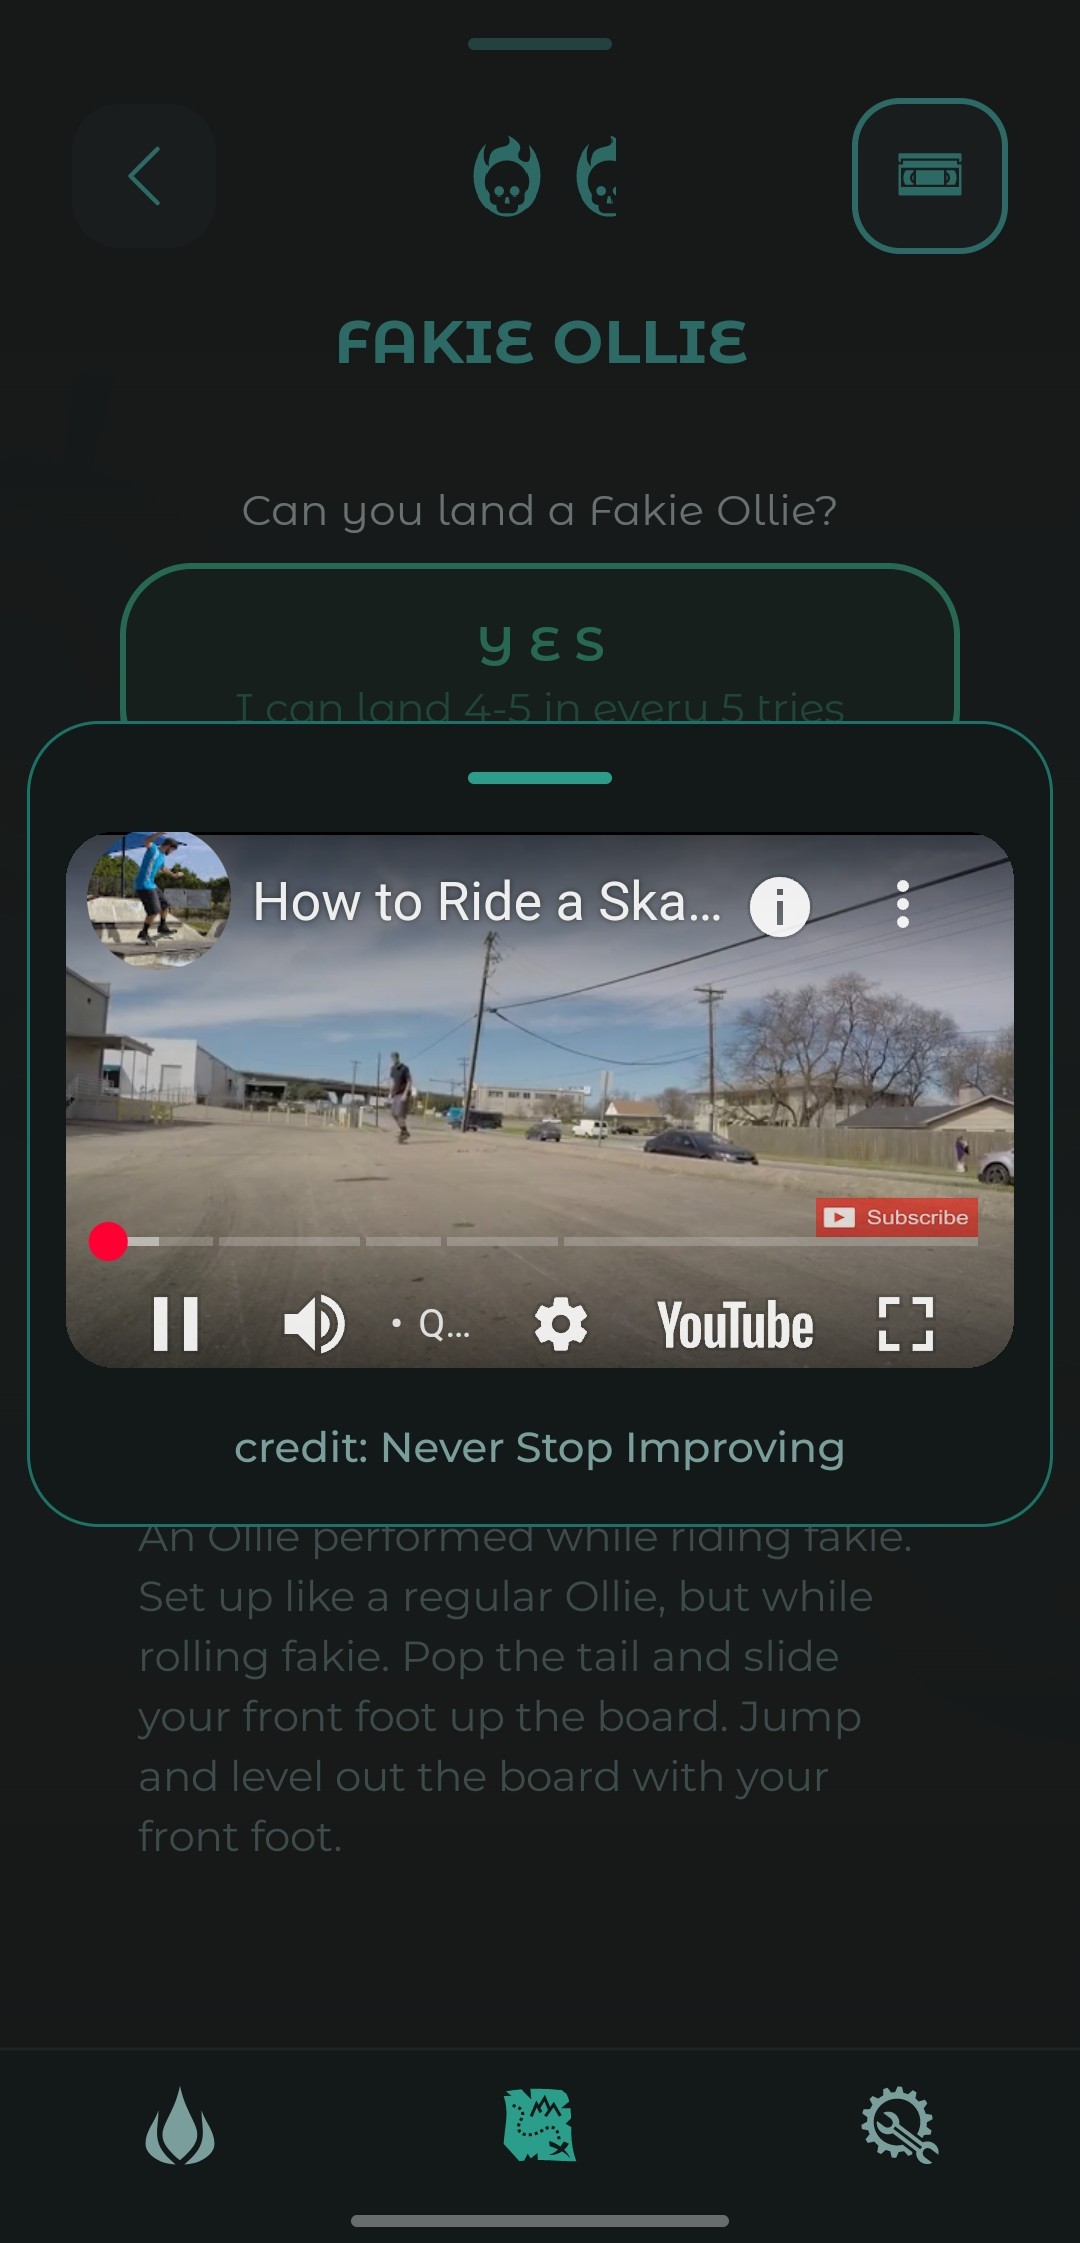 FAKIE OLLIE
Can you land a Fakie Ollie?
YES
I can land 4-5 in every 5 tries
How to Ride a Ska...
Subscribe
• Q...
YouTube
credit: Never Stop Improving
An Ollie performed while riding fakie.
Set up like a regular Ollie, but while
rolling fakie. Pop the tail and slide
your front foot up the board. Jump
and level out the board with your
front foot.